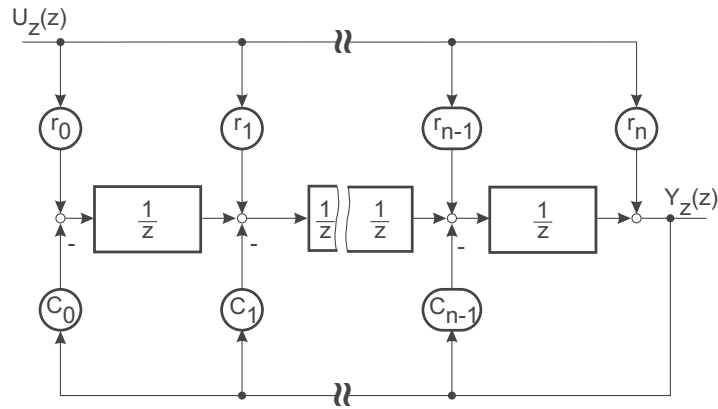 U_z(z)
r_0
r_1
r_{n-1}
r_n
1/z
1/z
1/z
1/z
Y_z(z)
-
-
-
C_0
C_1
C_{n-1}